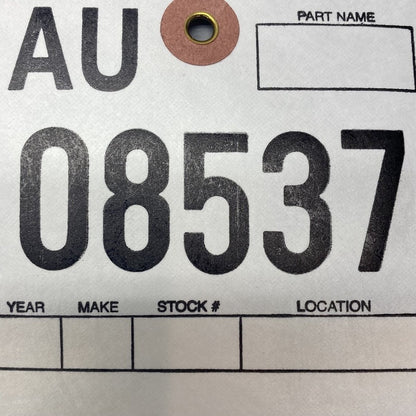 AU PART NAME
08537
YEAR MAKE STOCK # LOCATION